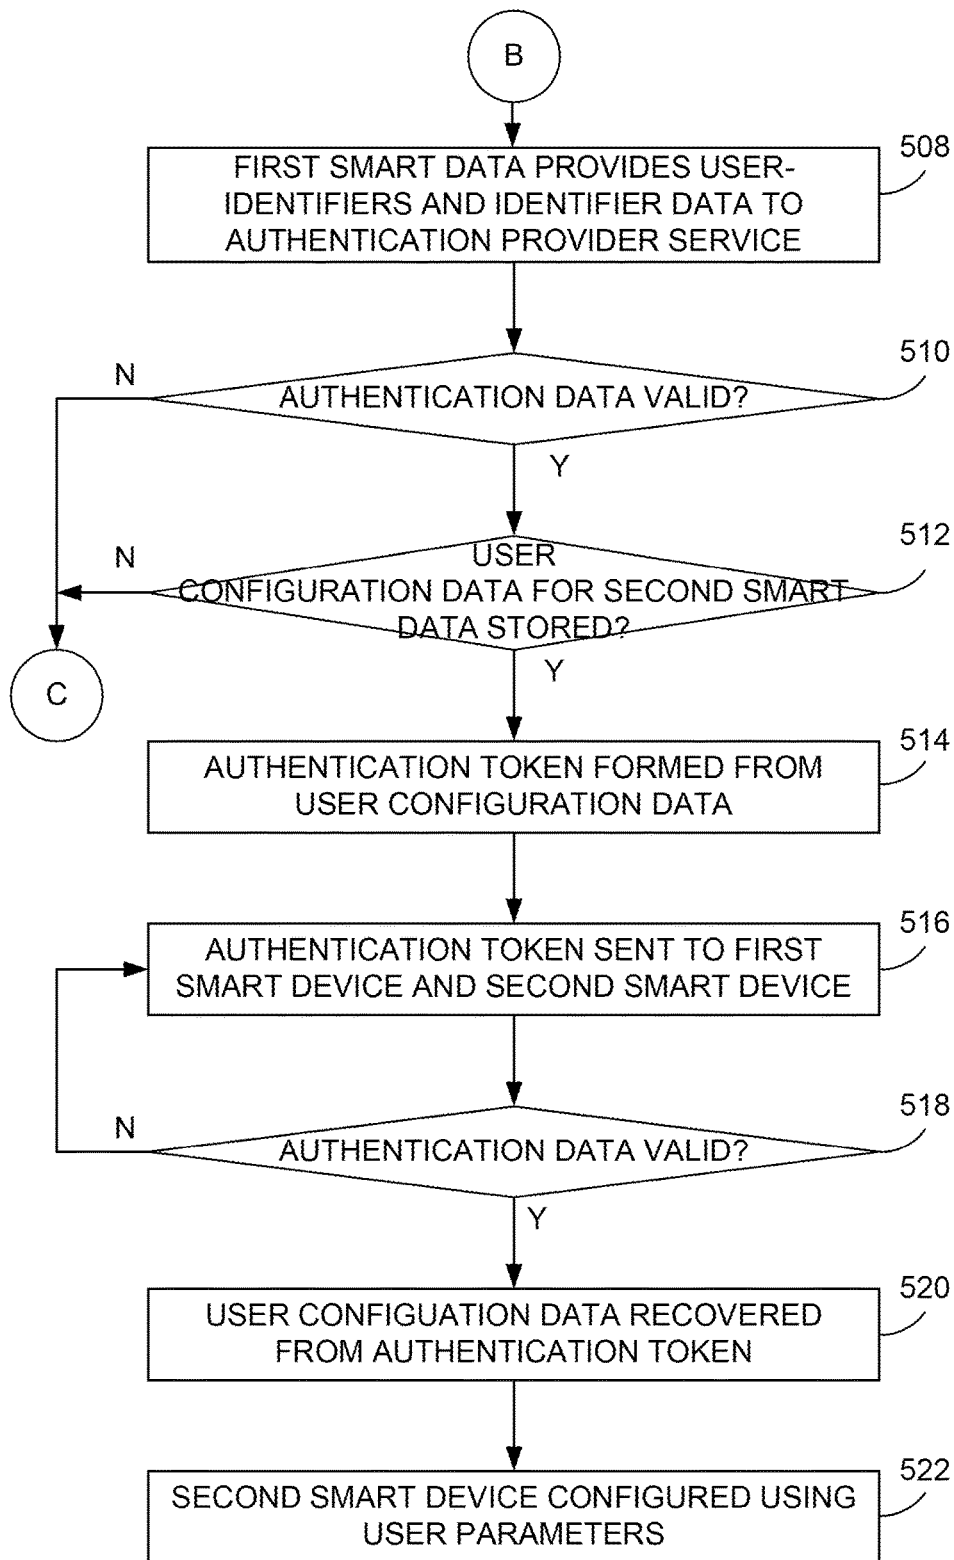 B
508
FIRST SMART DATA PROVIDES USER-
IDENTIFIERS AND IDENTIFIER DATA TO
AUTHENTICATION PROVIDER SERVICE
510
N
AUTHENTICATION DATA VALID?
Y
512
N
USER
CONFIGURATION DATA FOR SECOND SMART
DATA STORED?
Y
C
514
AUTHENTICATION TOKEN FORMED FROM
USER CONFIGURATION DATA
516
AUTHENTICATION TOKEN SENT TO FIRST
SMART DEVICE AND SECOND SMART DEVICE
518
N
AUTHENTICATION DATA VALID?
Y
520
USER CONFIGUATION DATA RECOVERED
FROM AUTHENTICATION TOKEN
522
SECOND SMART DEVICE CONFIGURED USING
USER PARAMETERS